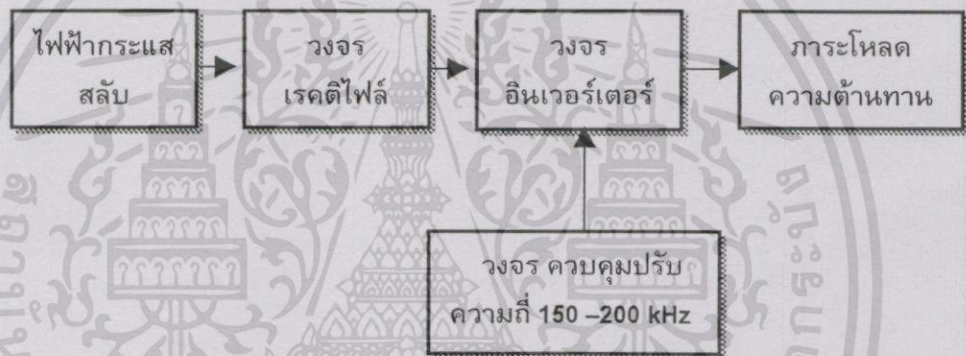 ไฟฟ้ากระแส
สลับ
วงจร
เรคติไฟล์
วงจร
อินเวอร์เตอร์
ภาระโหลด
ความต้านทาน
วงจร ควบคุมปรับ
ความถี่ 150 –200 kHz